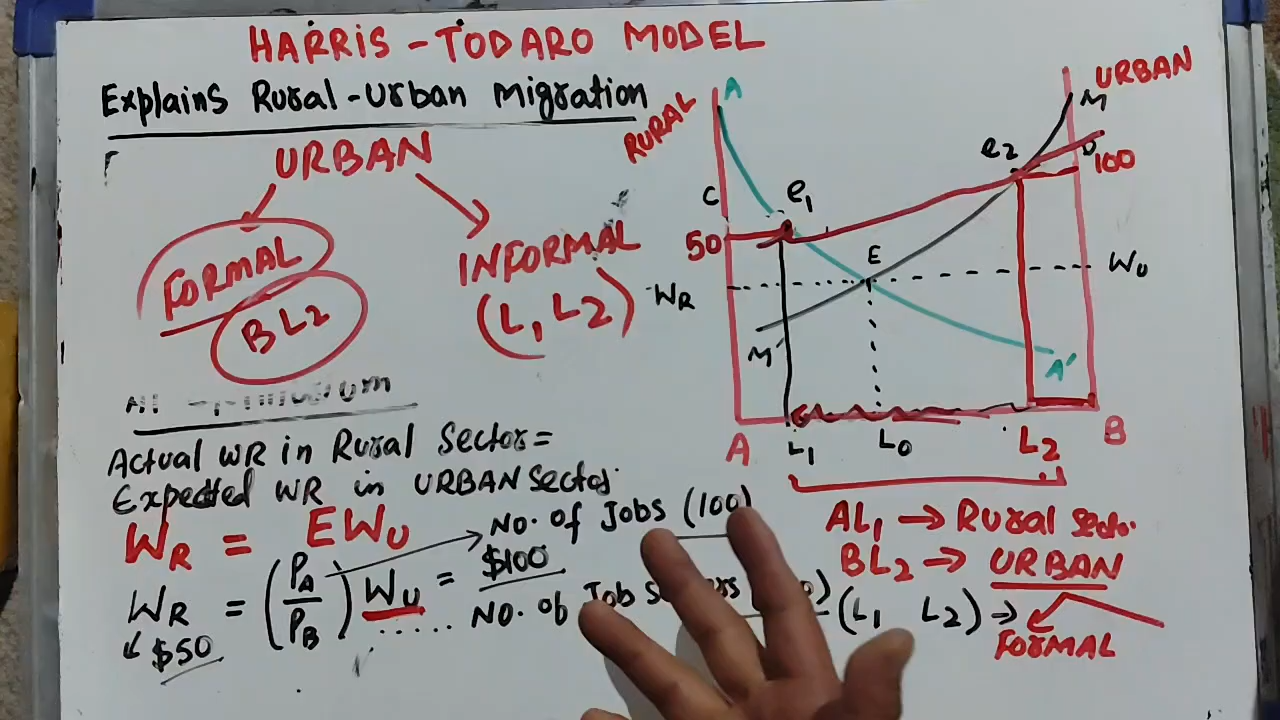 HARRIS - TODARO MODEL
Explains Rural-Urban Migration
URBAN
FORMAL
BL2
INFORMAL
(L1 L2)
Actual WR in Rural Sector =
Expected WR in URBAN Sector.
WR = EWU
WR = (PA/PB) WU =
$50
No. of Jobs (100)
$100
No. of Job
RURAL
URBAN
A
M
C
e1
e2
100
50
E
WR
WU
M'
A'
A
L1
L0
L2
B
AL1 → Rural Sector
BL2 → URBAN
(L1 L2) →
FORMAL